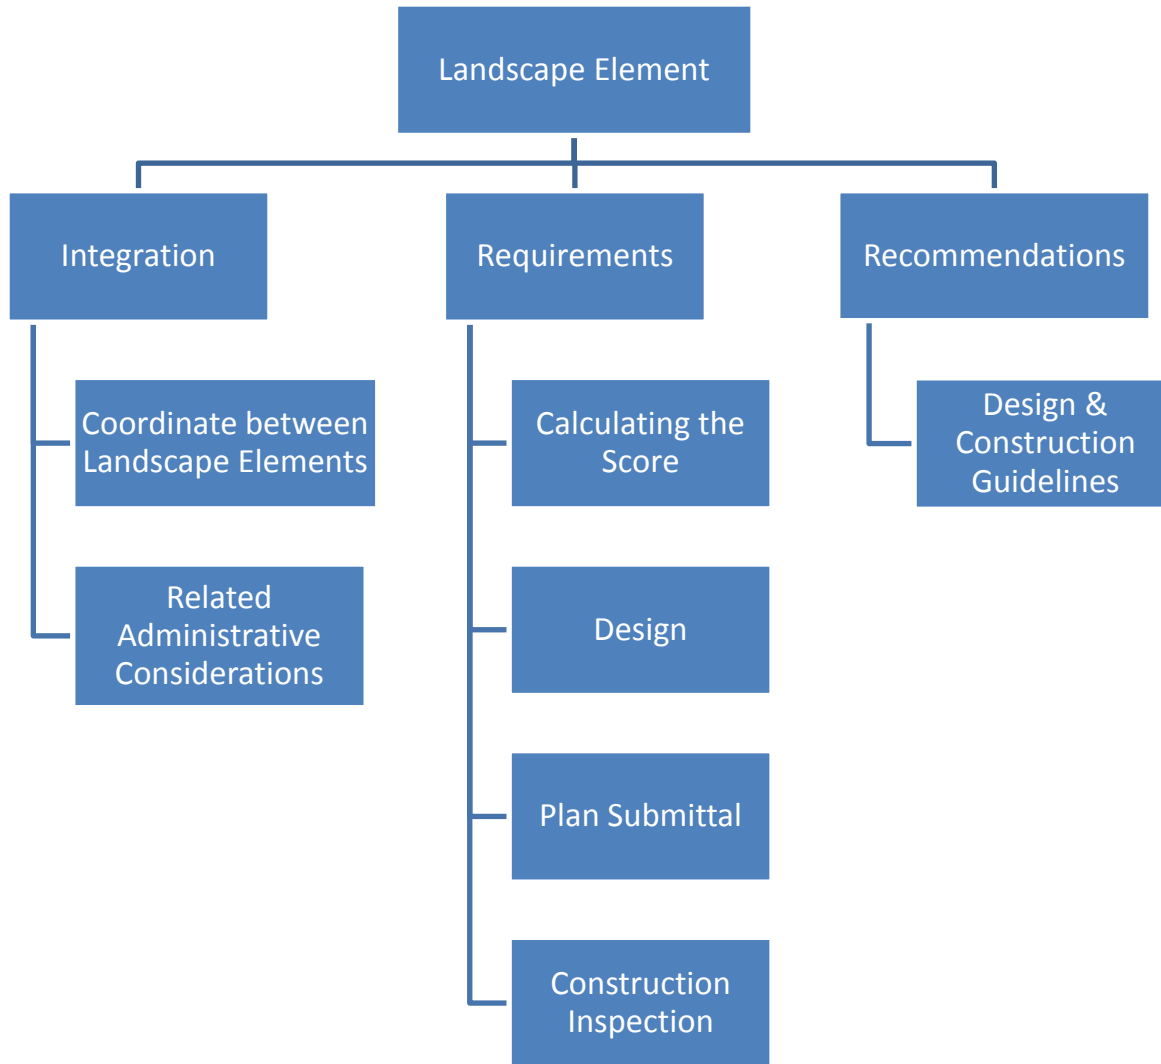 Landscape Element
Integration
Requirements
Recommendations
Coordinate between
Landscape Elements
Related
Administrative
Considerations
Calculating the
Score
Design
Plan Submittal
Construction
Inspection
Design &
Construction
Guidelines